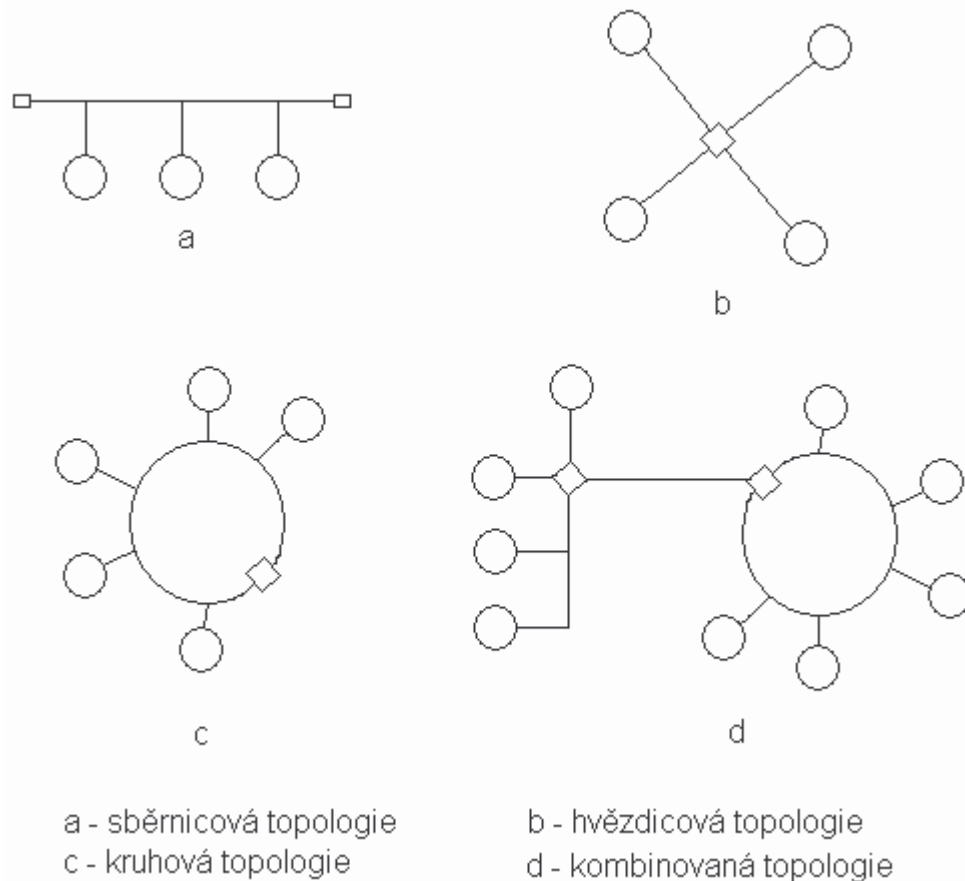 a
b
c
d
a - sběrnicová topologie
b - hvězdicová topologie
c - kruhová topologie
d - kombinovaná topologie